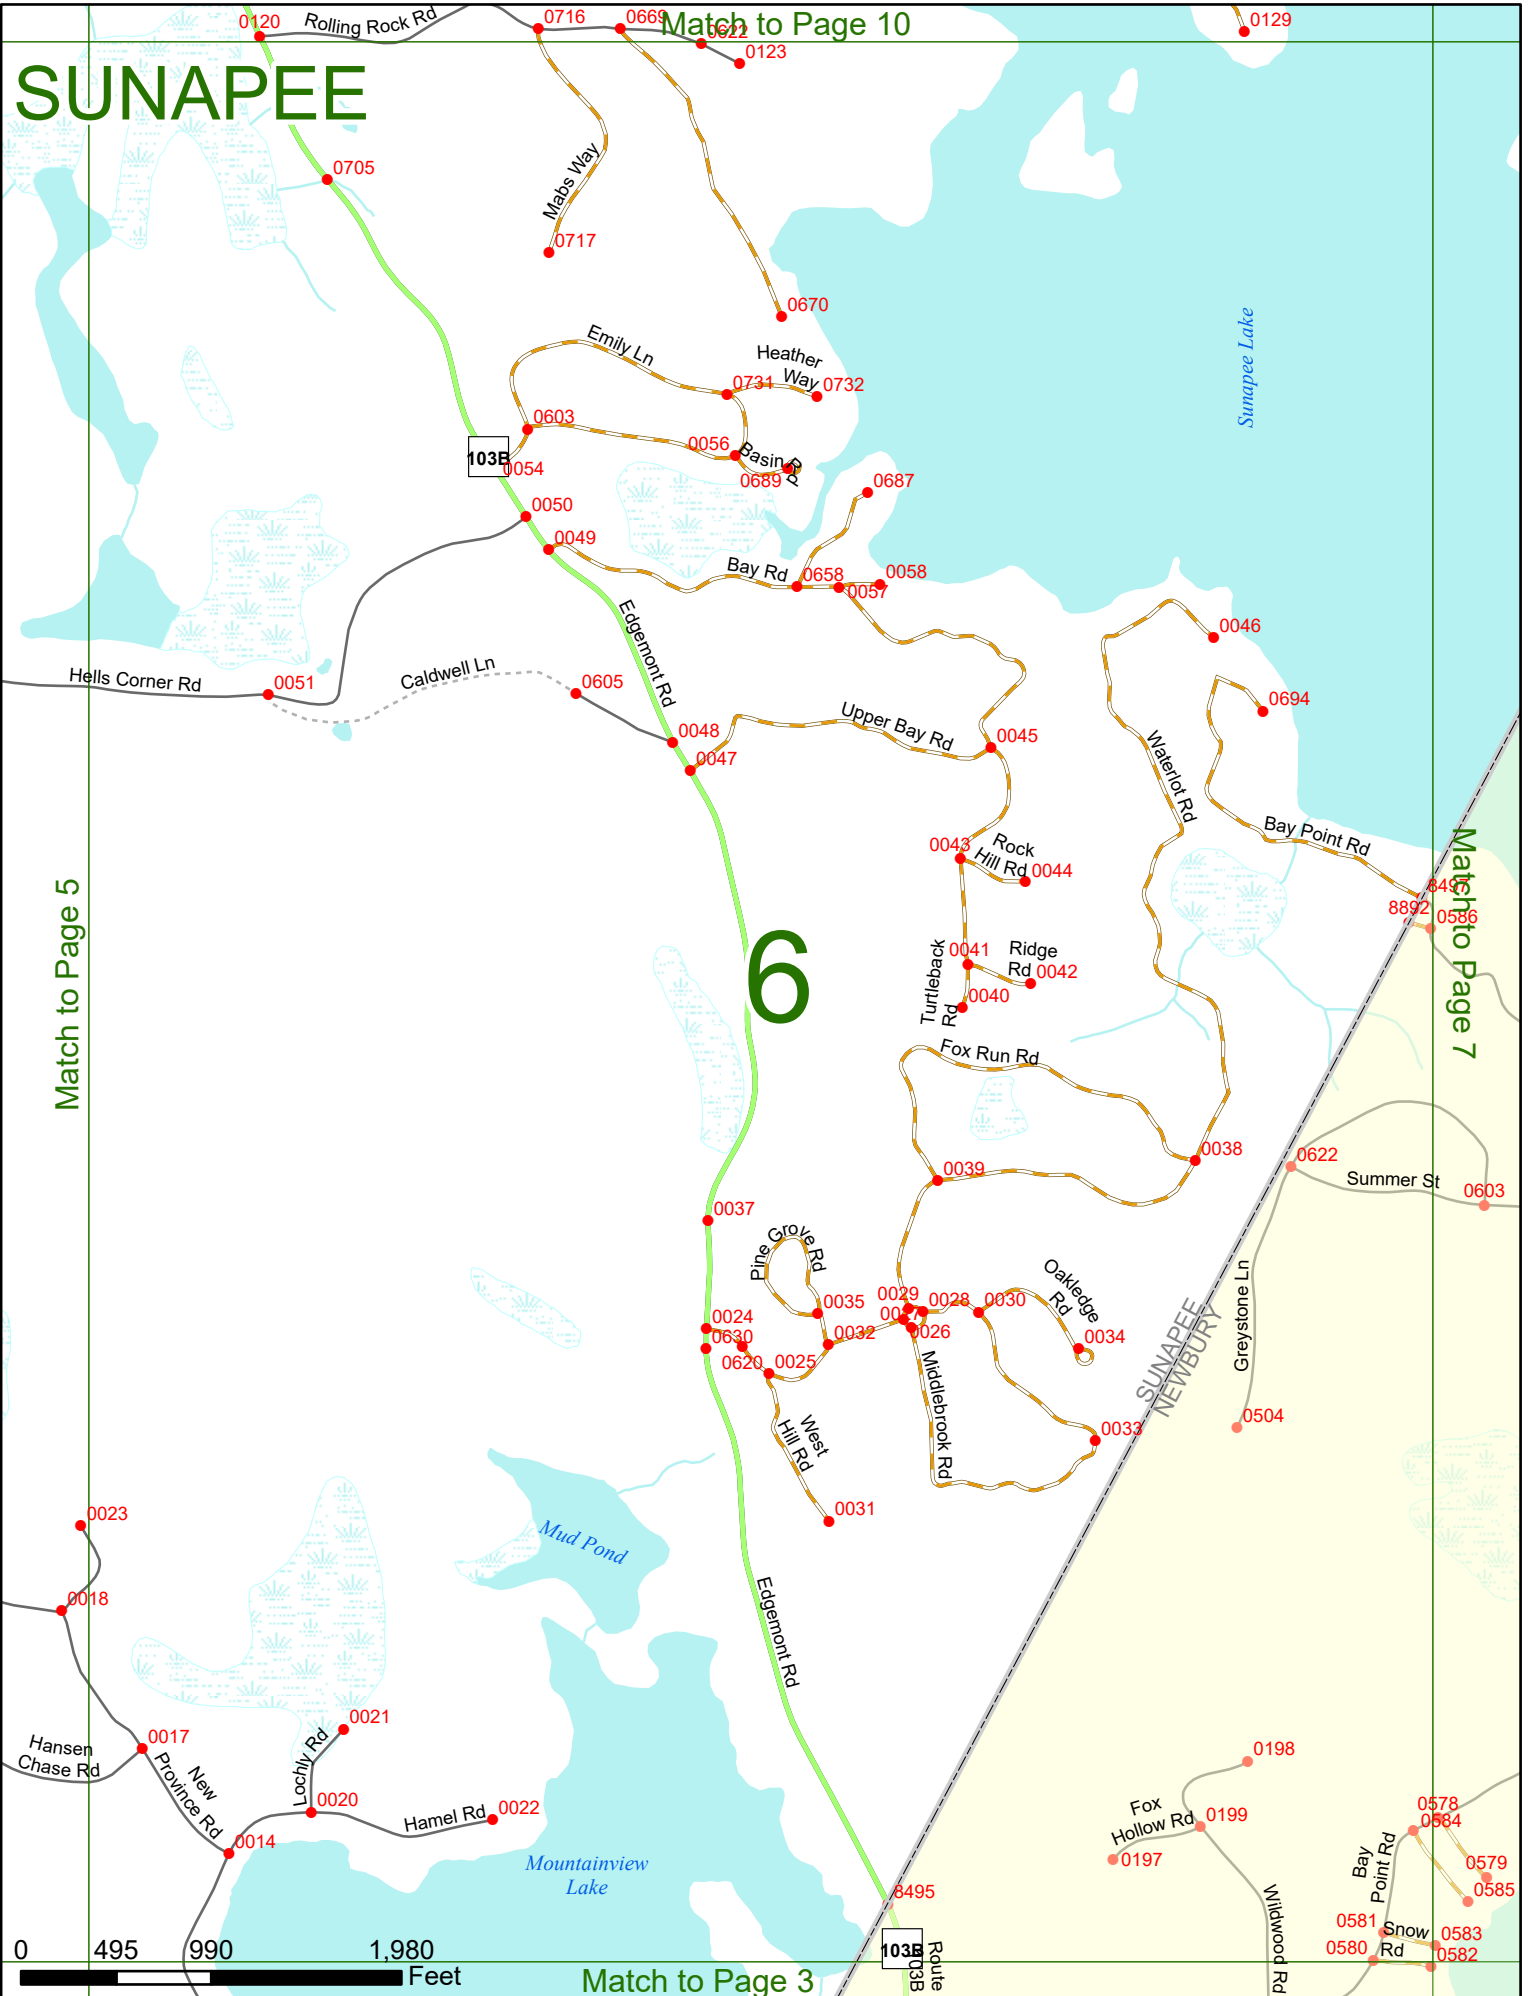 0120
Rolling Rock Rd
0716
0669
Match to Page 10
0622
0123
0129
SUNAPEE
0705
Mabs Way
0717
0670
Sunapee Lake
Emily Ln
Heather
Way
0731
0732
0603
0056
Basin Rd
103B
0054
0689
0687
0050
0049
Bay Rd
0658
0058
0057
Edgemont Rd
0046
Hells Corner Rd
0051
Caldwell Ln
0605
0694
0048
0047
Upper Bay Rd
0045
Waterlot Rd
Bay Point Rd
0043
Rock
Hill Rd
0044
Match to Page 5
Match to Page 7
8497
8892
0586
6
Turtleback
Rd
0041
Ridge
Rd
0042
0040
Fox Run Rd
0038
0039
0622
Summer St
0603
0037
Pine Grove Rd
0035
0029
0028
0030
Oakledge
Rd
0024
0630
0027
0026
0032
0034
0620
0025
SUNAPEE
NEWBURY
Greystone Ln
Middlebrook Rd
West
Hill Rd
0504
0033
0031
0023
Mud Pond
0018
Edgemont Rd
0021
0017
Hansen
Chase Rd
New
Province Rd
Lochly Rd
0020
Hamel Rd
0022
0014
0198
Fox
Hollow Rd
0199
0197
0578
0584
Bay
Point Rd
0579
0585
Mountainview
Lake
8495
Wildwood Rd
0581
Snow
Rd
0583
0580
0582
103B
Route
103B
0
495
990
1,980
Feet
Match to Page 3